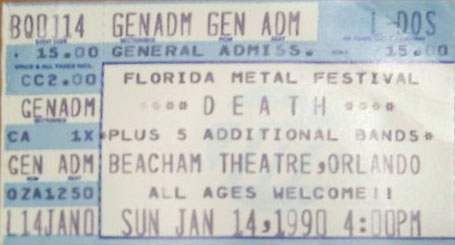 BQ0114 GENADM GEN ADM L-DOS
15.00 GENERAL ADMISS. 15.00
CC2.00 FLORIDA METAL FESTIVAL
GENADM **** DEATH ****
CA 1X *PLUS 5 ADDITIONAL BANDS*
GEN ADM BEACHAM THEATRE,ORLANDO
OZA1250 ALL AGES WELCOME!!
L14JAN0 SUN JAN 14,1990 4:00PM